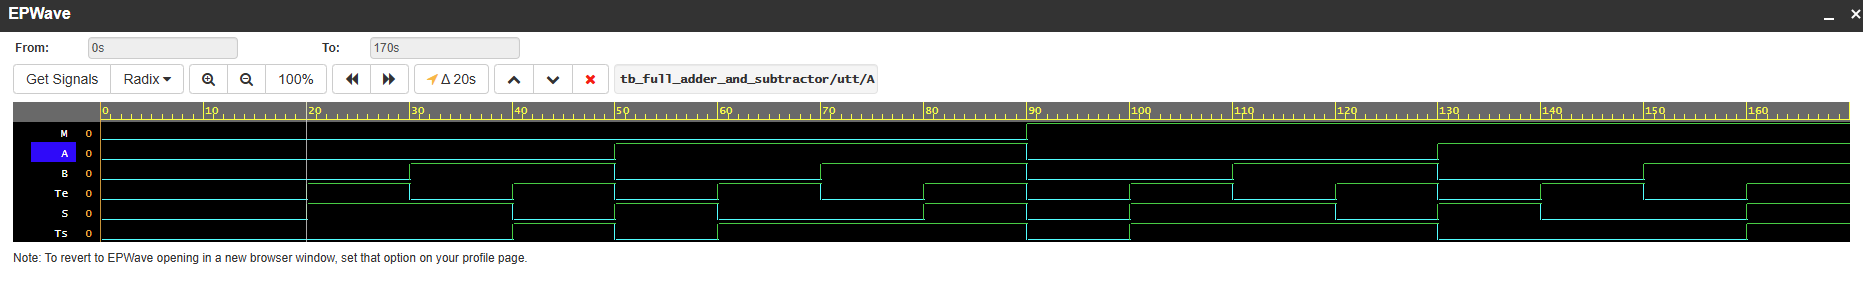 EPWave
From: 0s To: 170s
Get Signals Radix 100% Δ 20s tb_full_adder_and_subtractor/utt/A
0 10 20 30 40 50 60 70 80 90 100 110 120 130 140 150 160
M 0
A 0
B 0
Te 0
S 0
Ts 0
Note: To revert to EPWave opening in a new browser window, set that option on your profile page.